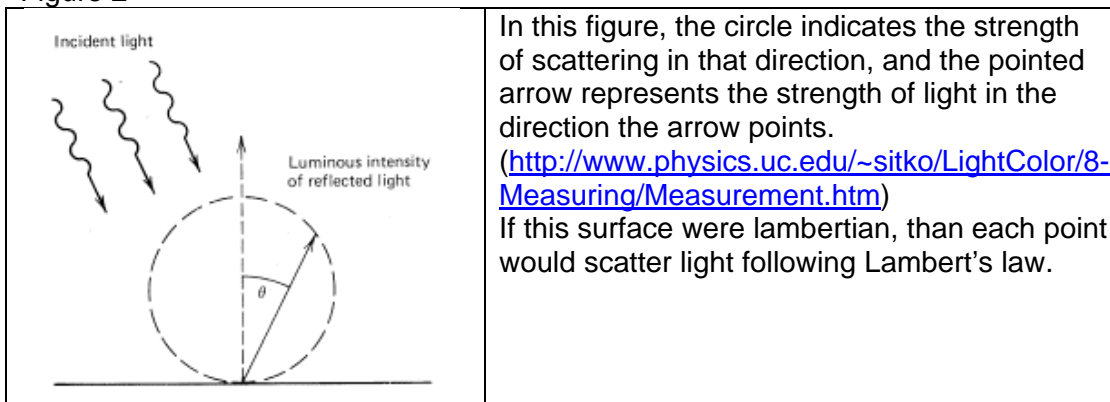 Incident light
Luminous intensity
of reflected light
θ
In this figure, the circle indicates the strength
of scattering in that direction, and the pointed
arrow represents the strength of light in the
direction the arrow points.
(http://www.physics.uc.edu/~sitko/LightColor/8-
Measuring/Measurement.htm)
If this surface were lambertian, than each point
would scatter light following Lambert's law.